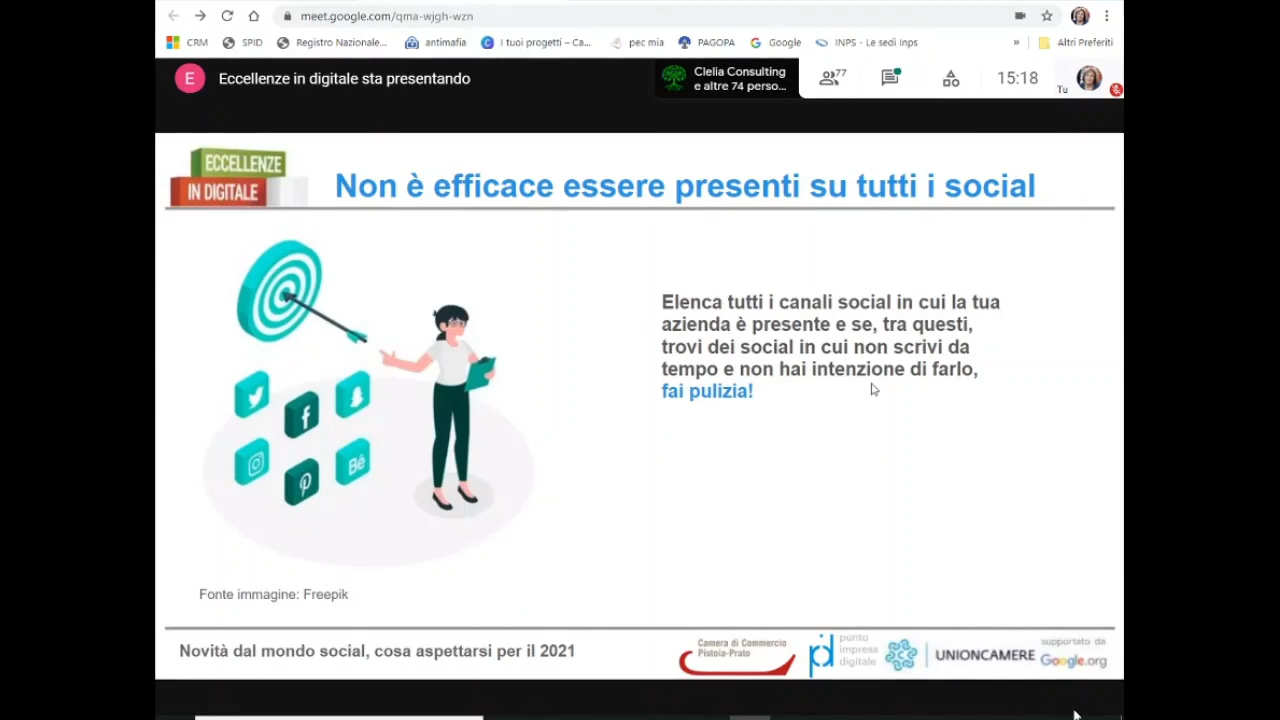 meet.google.com/qma-wjgh-wzn
CRM SPID Registro Nazionale... antimafia I tuoi progetti – Ca... pec mia PAGOPA Google INPS - Le sedi Inps » Altri Preferiti
E Eccellenze in digitale sta presentando
Clelia Consulting
e altre 74 perso...
77
15:18
Tu
ECCELLENZE
IN DIGITALE
Non è efficace essere presenti su tutti i social
Elenca tutti i canali social in cui la tua
azienda è presente e se, tra questi,
trovi dei social in cui non scrivi da
tempo e non hai intenzione di farlo,
fai pulizia!
Bē
Fonte immagine: Freepik
Novità dal mondo social, cosa aspettarsi per il 2021
Camera di Commercio
Pistoia-Prato
punto
impresa
digitale
UNIONCAMERE
supportato da
Google.org